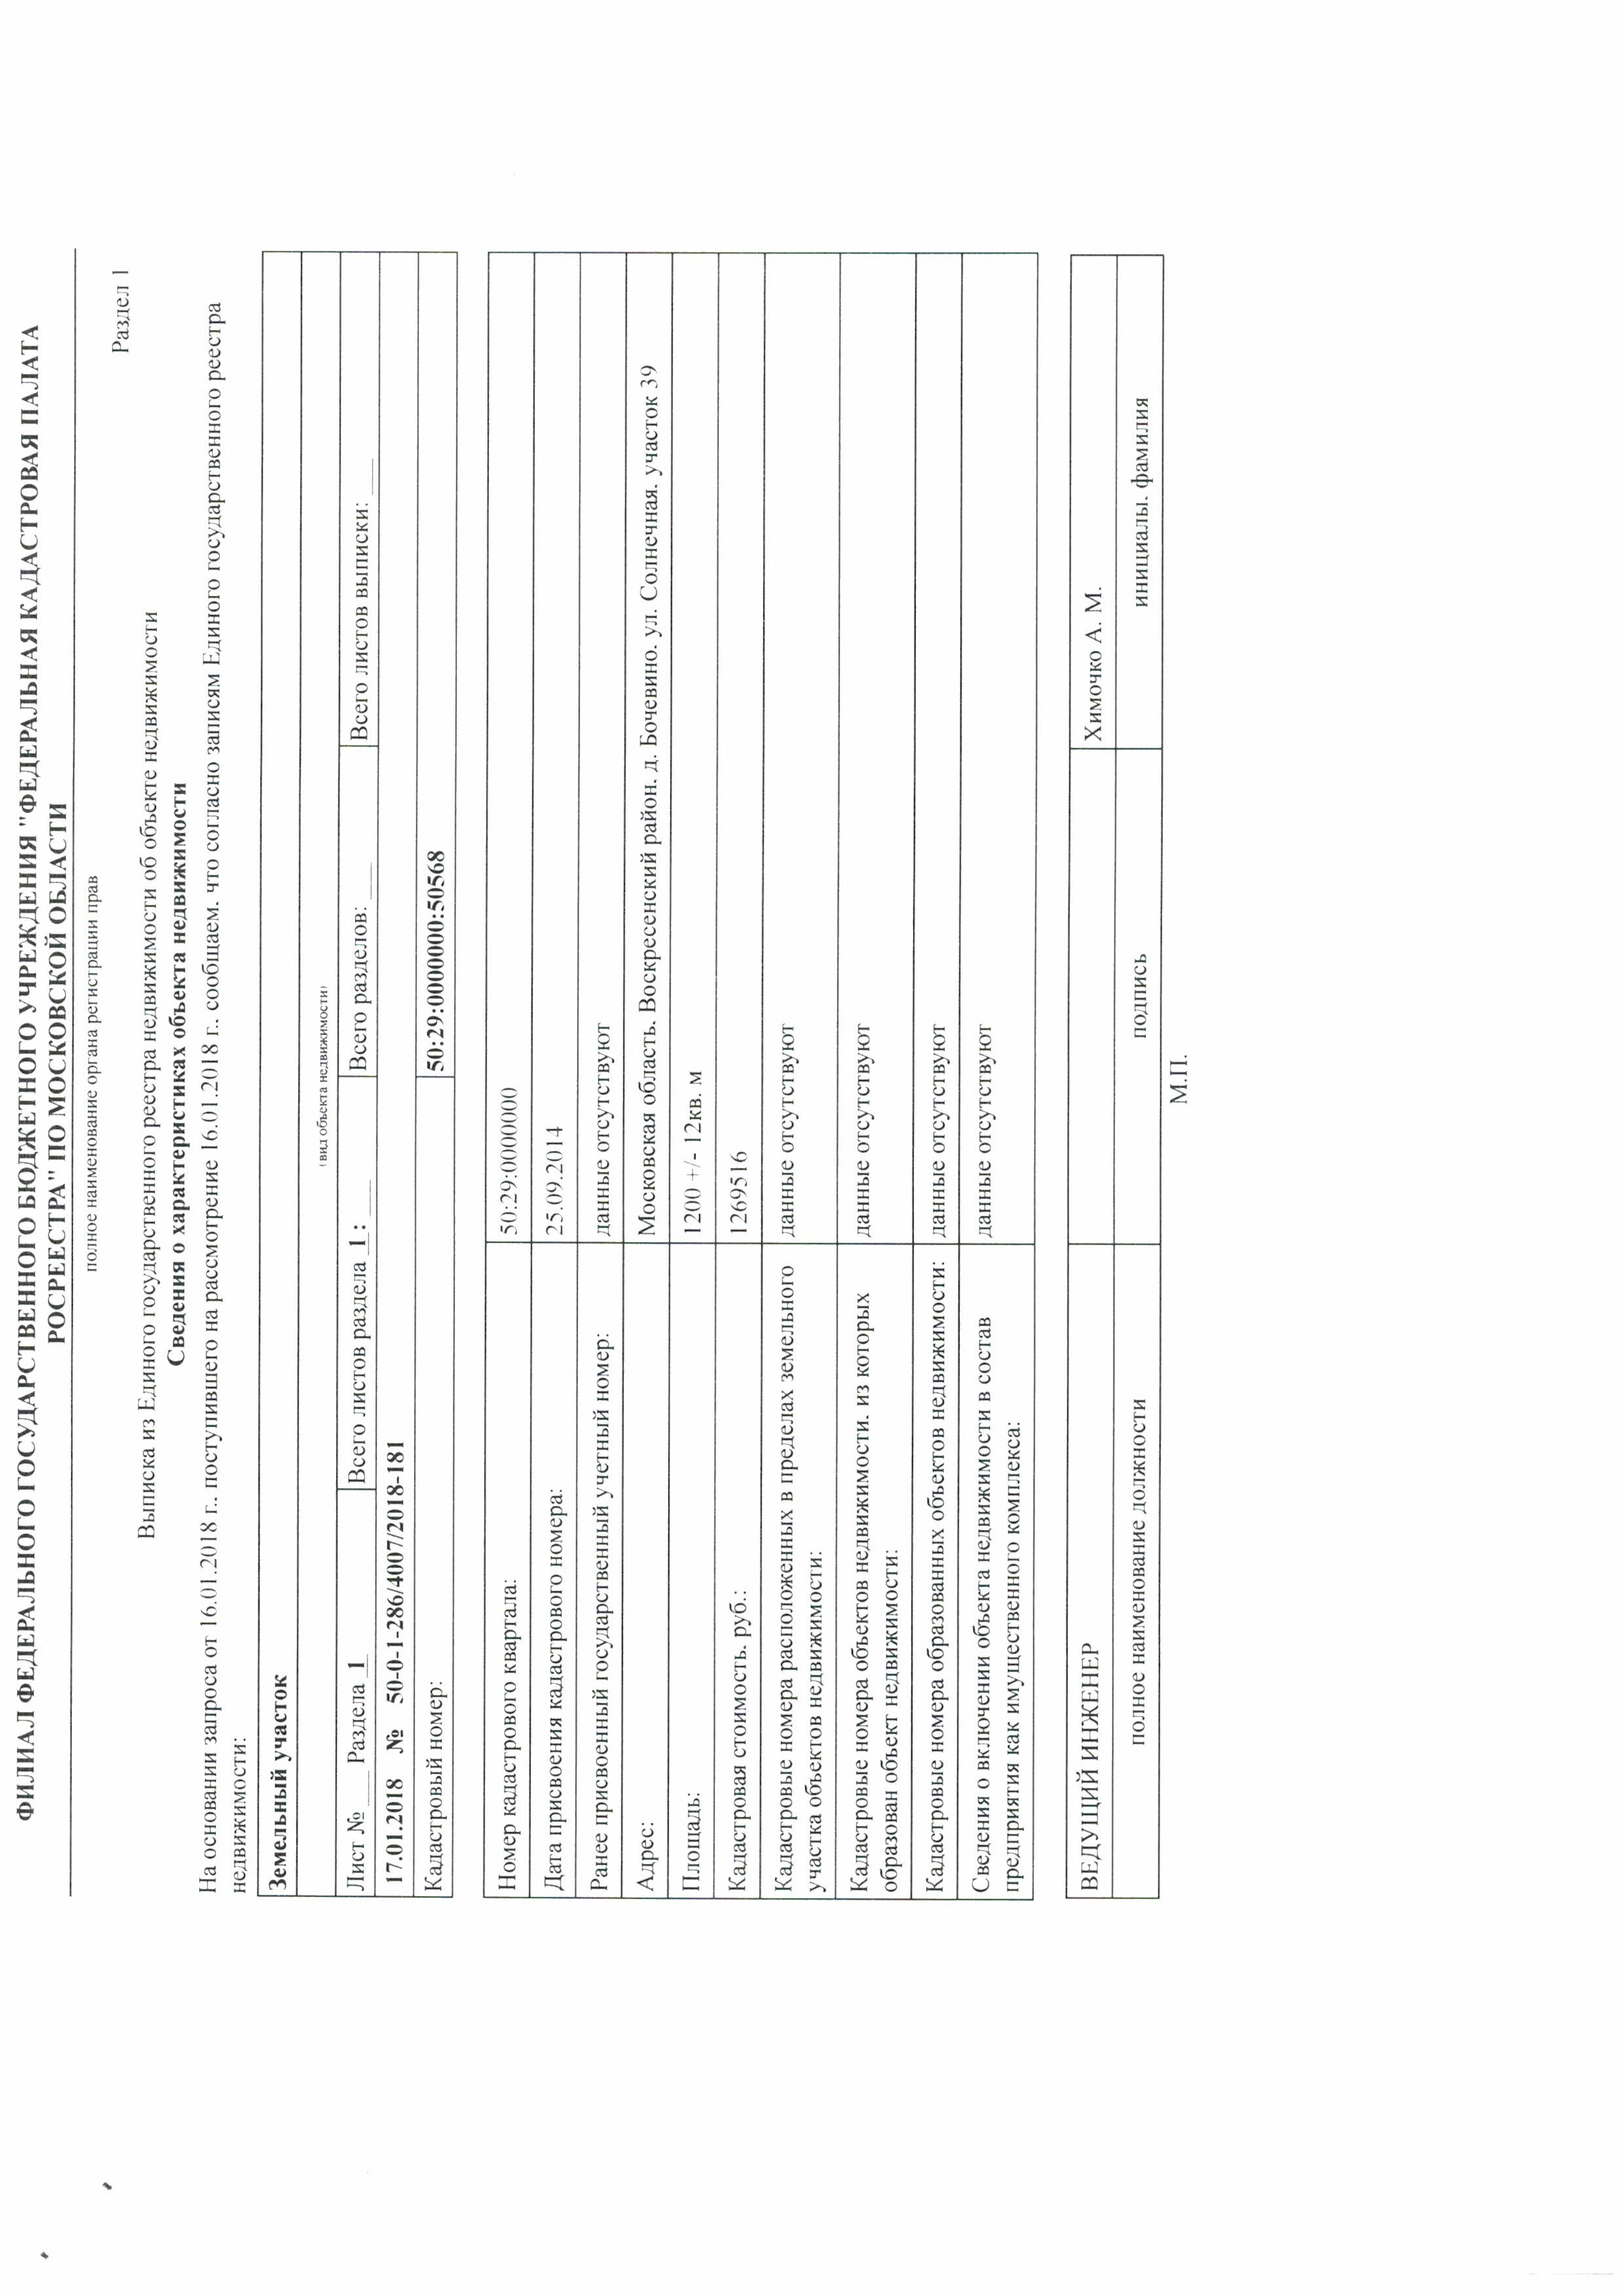 ФИЛИАЛ ФЕДЕРАЛЬНОГО ГОСУДАРСТВЕННОГО БЮДЖЕТНОГО УЧРЕЖДЕНИЯ "ФЕДЕРАЛЬНАЯ КАДАСТРОВАЯ ПАЛАТА
РОСРЕЕСТРА" ПО МОСКОВСКОЙ ОБЛАСТИ
полное наименование органа регистрации прав
Раздел 1
Выписка из Единого государственного реестра недвижимости об объекте недвижимости
Сведения о характеристиках объекта недвижимости
На основании запроса от 16.01.2018 г., поступившего на рассмотрение 16.01.2018 г., сообщаем, что согласно записям Единого государственного реестра
недвижимости:
Земельный участок
(вид объекта недвижимости)
Лист № ___ Раздела 1 Всего листов раздела 1 : ___ Всего разделов: ___ Всего листов выписки: ___
17.01.2018 № 50-0-1-286/4007/2018-181
Кадастровый номер: 50:29:0000000:50568
Номер кадастрового квартала: 50:29:0000000
Дата присвоения кадастрового номера: 25.09.2014
Ранее присвоенный государственный учетный номер: данные отсутствуют
Адрес: Московская область, Воскресенский район, д. Бочевино, ул. Солнечная, участок 39
Площадь: 1200 +/- 12кв. м
Кадастровая стоимость, руб.: 1269516
Кадастровые номера расположенных в пределах земельного данные отсутствуют
участка объектов недвижимости:
Кадастровые номера объектов недвижимости, из которых данные отсутствуют
образован объект недвижимости:
Кадастровые номера образованных объектов недвижимости: данные отсутствуют
Сведения о включении объекта недвижимости в состав данные отсутствуют
предприятия как имущественного комплекса:
ВЕДУЩИЙ ИНЖЕНЕР Химочко А. М.
полное наименование должности подпись инициалы, фамилия
М.П.